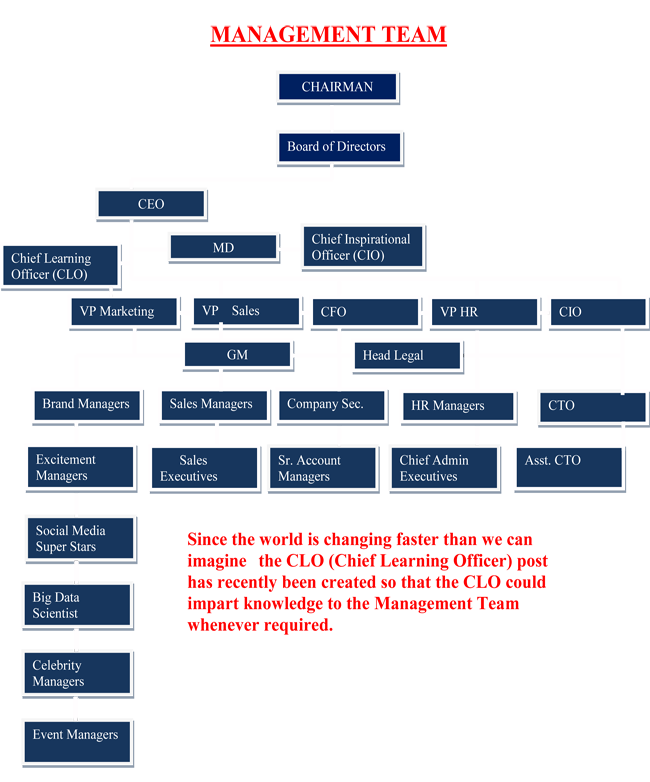 MANAGEMENT TEAM
CHAIRMAN
Board of Directors
CEO
MD
Chief Inspirational
Officer (CIO)
Chief Learning
Officer (CLO)
VP Marketing
VP Sales
CFO
VP HR
CIO
GM
Head Legal
Brand Managers
Sales Managers
Company Sec.
HR Managers
CTO
Excitement
Managers
Sales
Executives
Sr. Account
Managers
Chief Admin
Executives
Asst. CTO
Social Media
Super Stars
Big Data
Scientist
Celebrity
Managers
Event Managers
Since the world is changing faster than we can
imagine the CLO (Chief Learning Officer) post
has recently been created so that the CLO could
impart knowledge to the Management Team
whenever required.